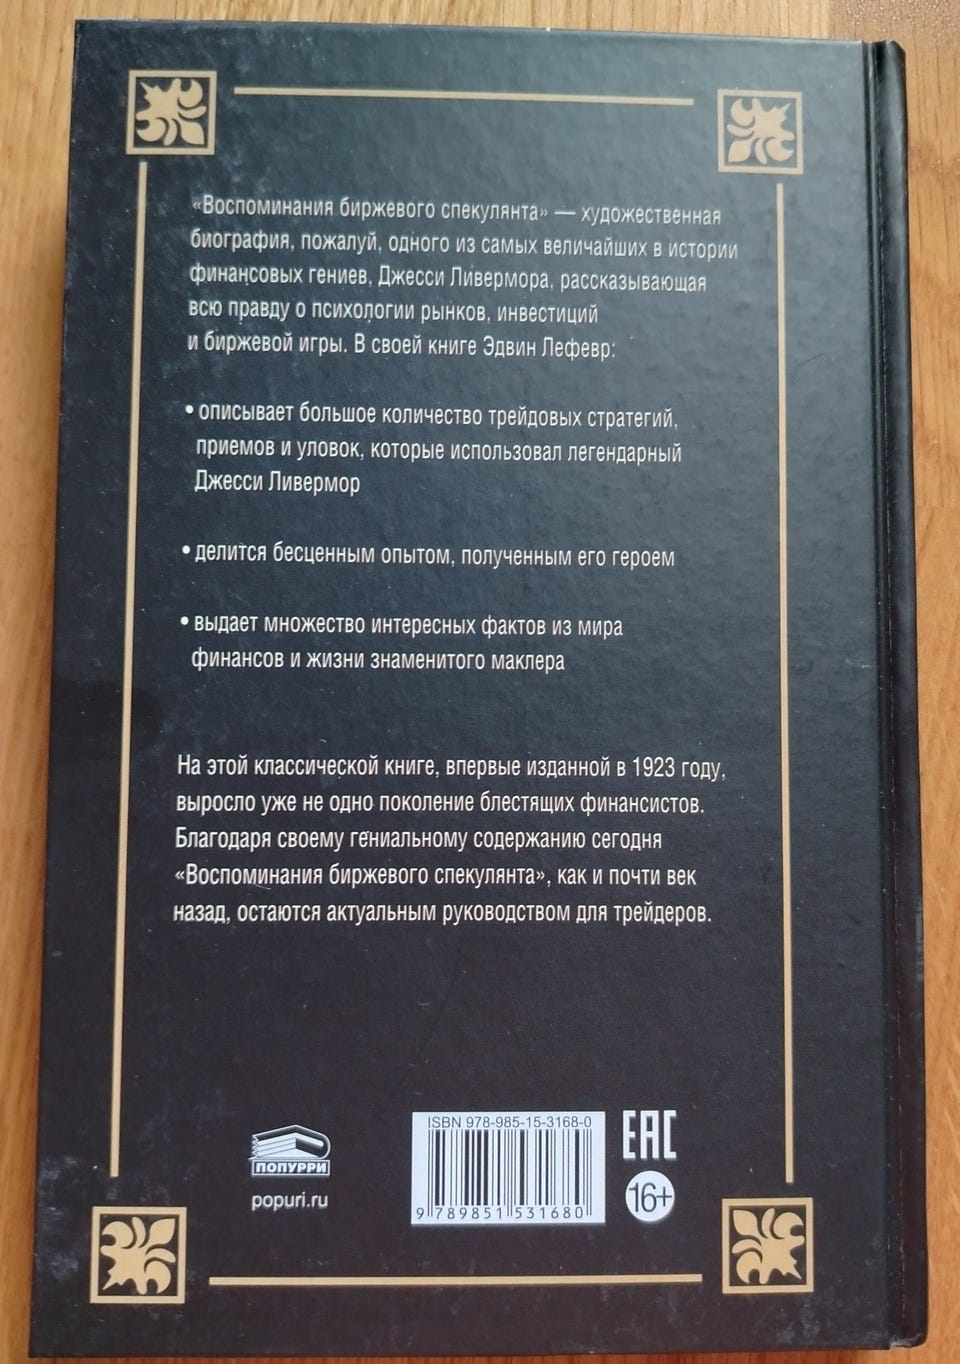 «Воспоминания биржевого спекулянта» — художественная
биография, пожалуй, одного из самых величайших в истории
финансовых гениев, Джесси Ливермора, рассказывающая
всю правду о психологии рынков, инвестиций
и биржевой игры. В своей книге Эдвин Лефевр:
• описывает большое количество трейдовых стратегий,
приемов и уловок, которые использовал легендарный
Джесси Ливермор
• делится бесценным опытом, полученным его героем
• выдает множество интересных фактов из мира
финансов и жизни знаменитого маклера
На этой классической книге, впервые изданной в 1923 году,
выросло уже не одно поколение блестящих финансистов.
Благодаря своему гениальному содержанию сегодня
«Воспоминания биржевого спекулянта», как и почти век
назад, остаются актуальным руководством для трейдеров.
ПОПУРРИ
popuri.ru
ISBN 978-985-15-3168-0
9 789851 531680
EAC
16+